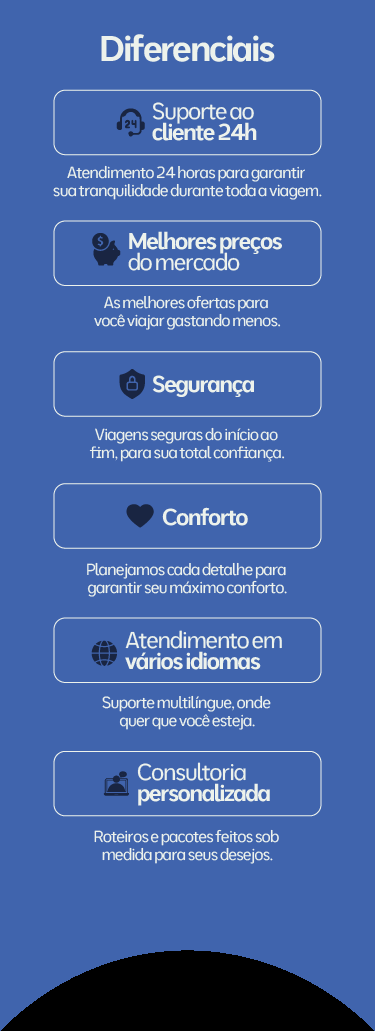 Diferenciais
24
Suporte ao
cliente 24h
Atendimento 24 horas para garantir
sua tranquilidade durante toda a viagem.
$
Melhores preços
do mercado
As melhores ofertas para
você viajar gastando menos.
Segurança
Viagens seguras do início ao
fim, para sua total confiança.
Conforto
Planejamos cada detalhe para
garantir seu máximo conforto.
Atendimento em
vários idiomas
Suporte multilíngue, onde
quer que você esteja.
Consultoria
personalizada
Roteiros e pacotes feitos sob
medida para seus desejos.